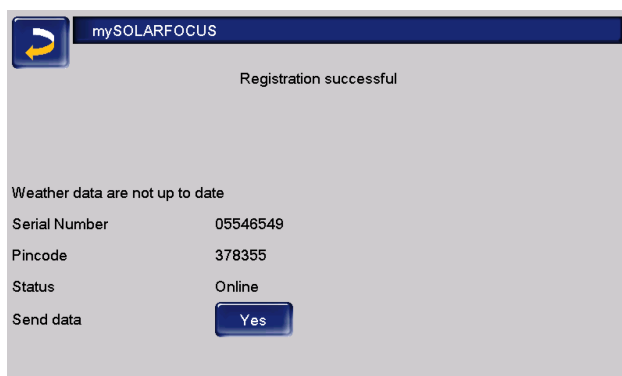 mySOLARFOCUS
Registration successful
Weather data are not up to date
Serial Number 05546549
Pincode 378355
Status Online
Send data Yes